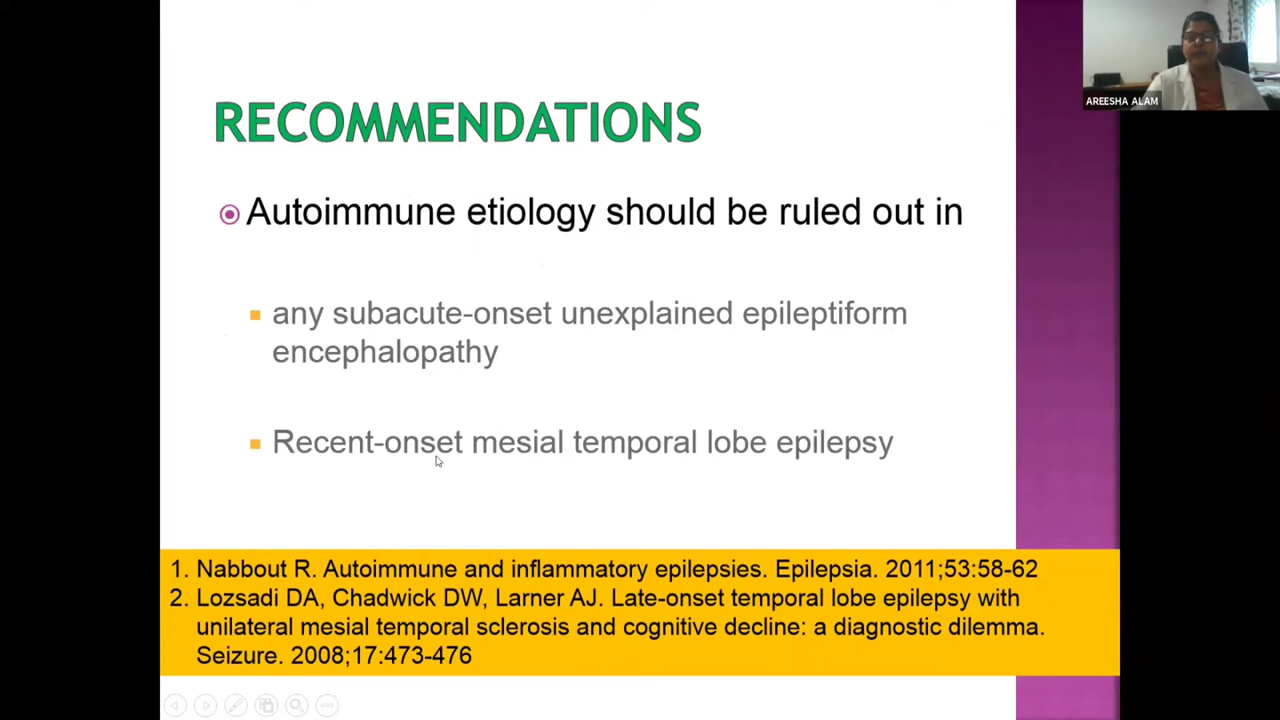 AREESHA ALAM
RECOMMENDATIONS
Autoimmune etiology should be ruled out in
any subacute-onset unexplained epileptiform
encephalopathy
Recent-onset mesial temporal lobe epilepsy
1. Nabbout R. Autoimmune and inflammatory epilepsies. Epilepsia. 2011;53:58-62
2. Lozsadi DA, Chadwick DW, Larner AJ. Late-onset temporal lobe epilepsy with
unilateral mesial temporal sclerosis and cognitive decline: a diagnostic dilemma.
Seizure. 2008;17:473-476